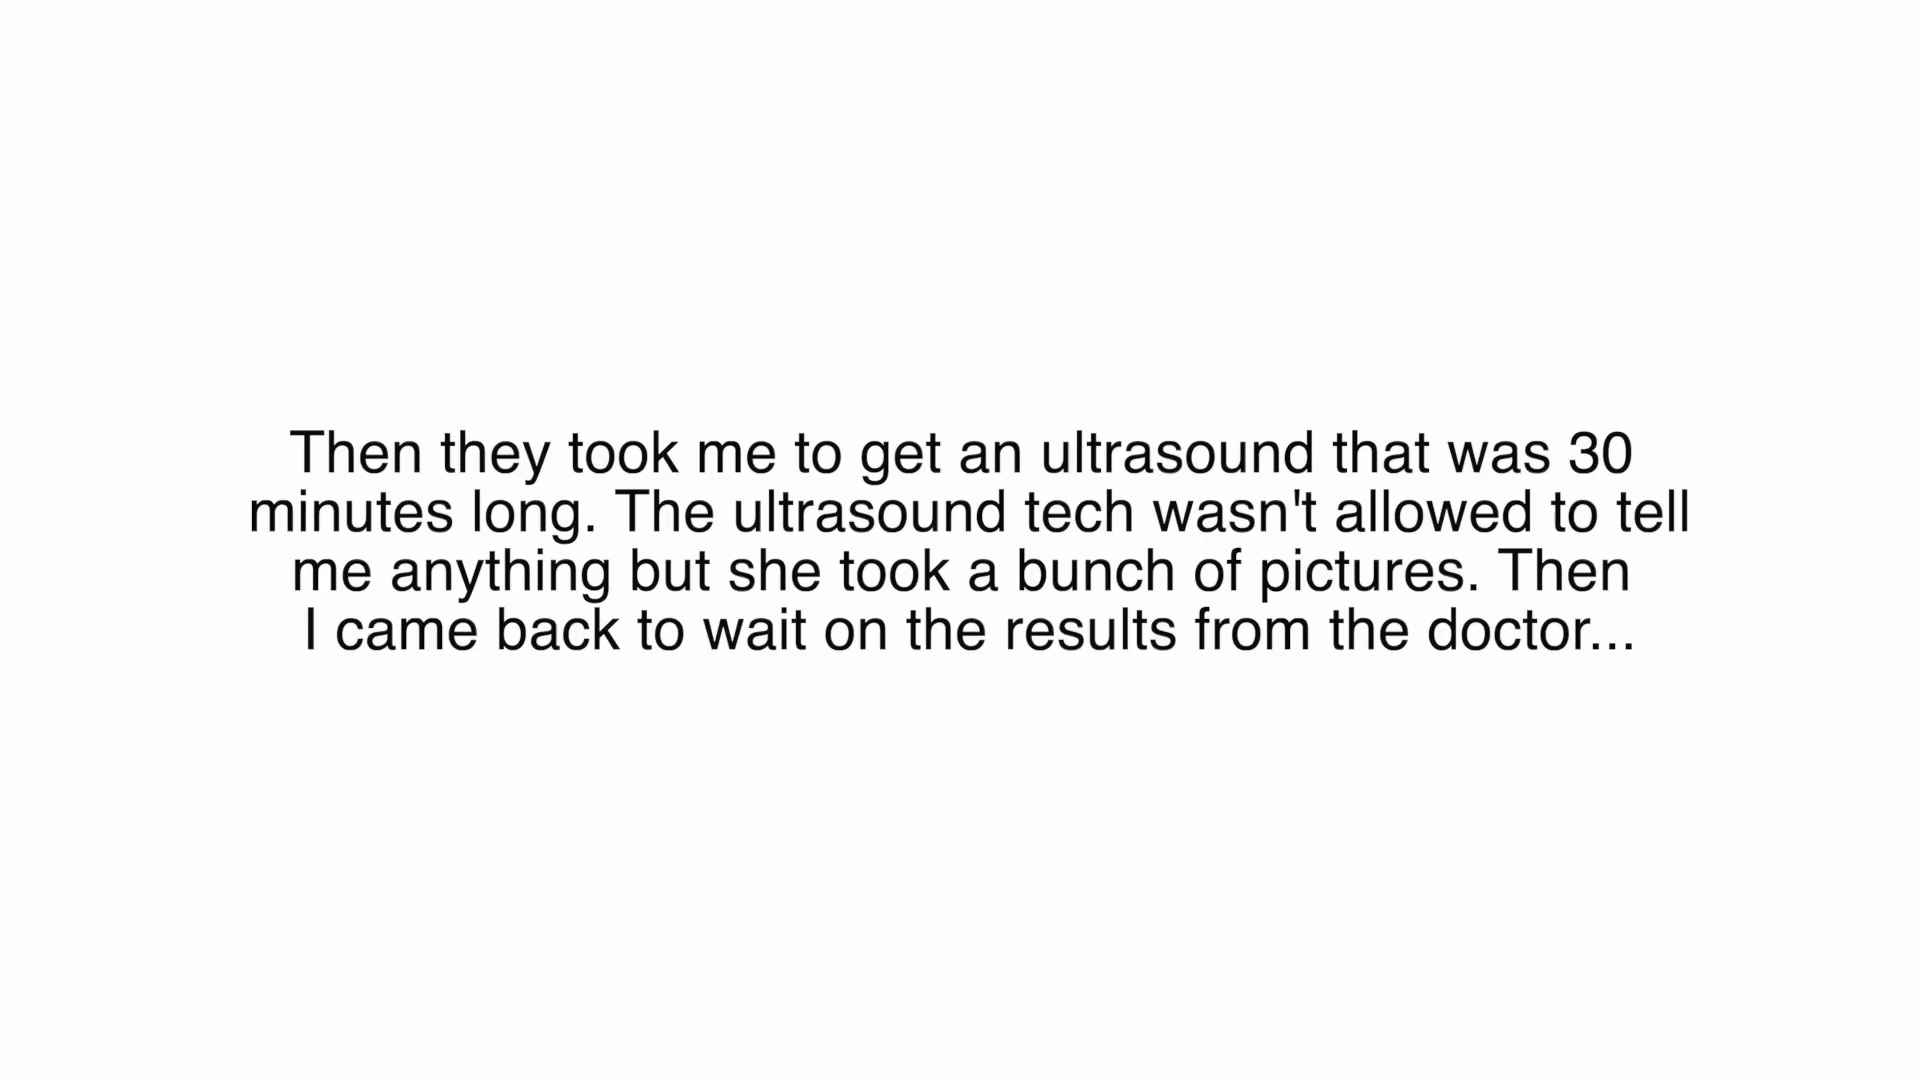 Then they took me to get an ultrasound that was 30
minutes long. The ultrasound tech wasn't allowed to tell
me anything but she took a bunch of pictures. Then
I came back to wait on the results from the doctor...